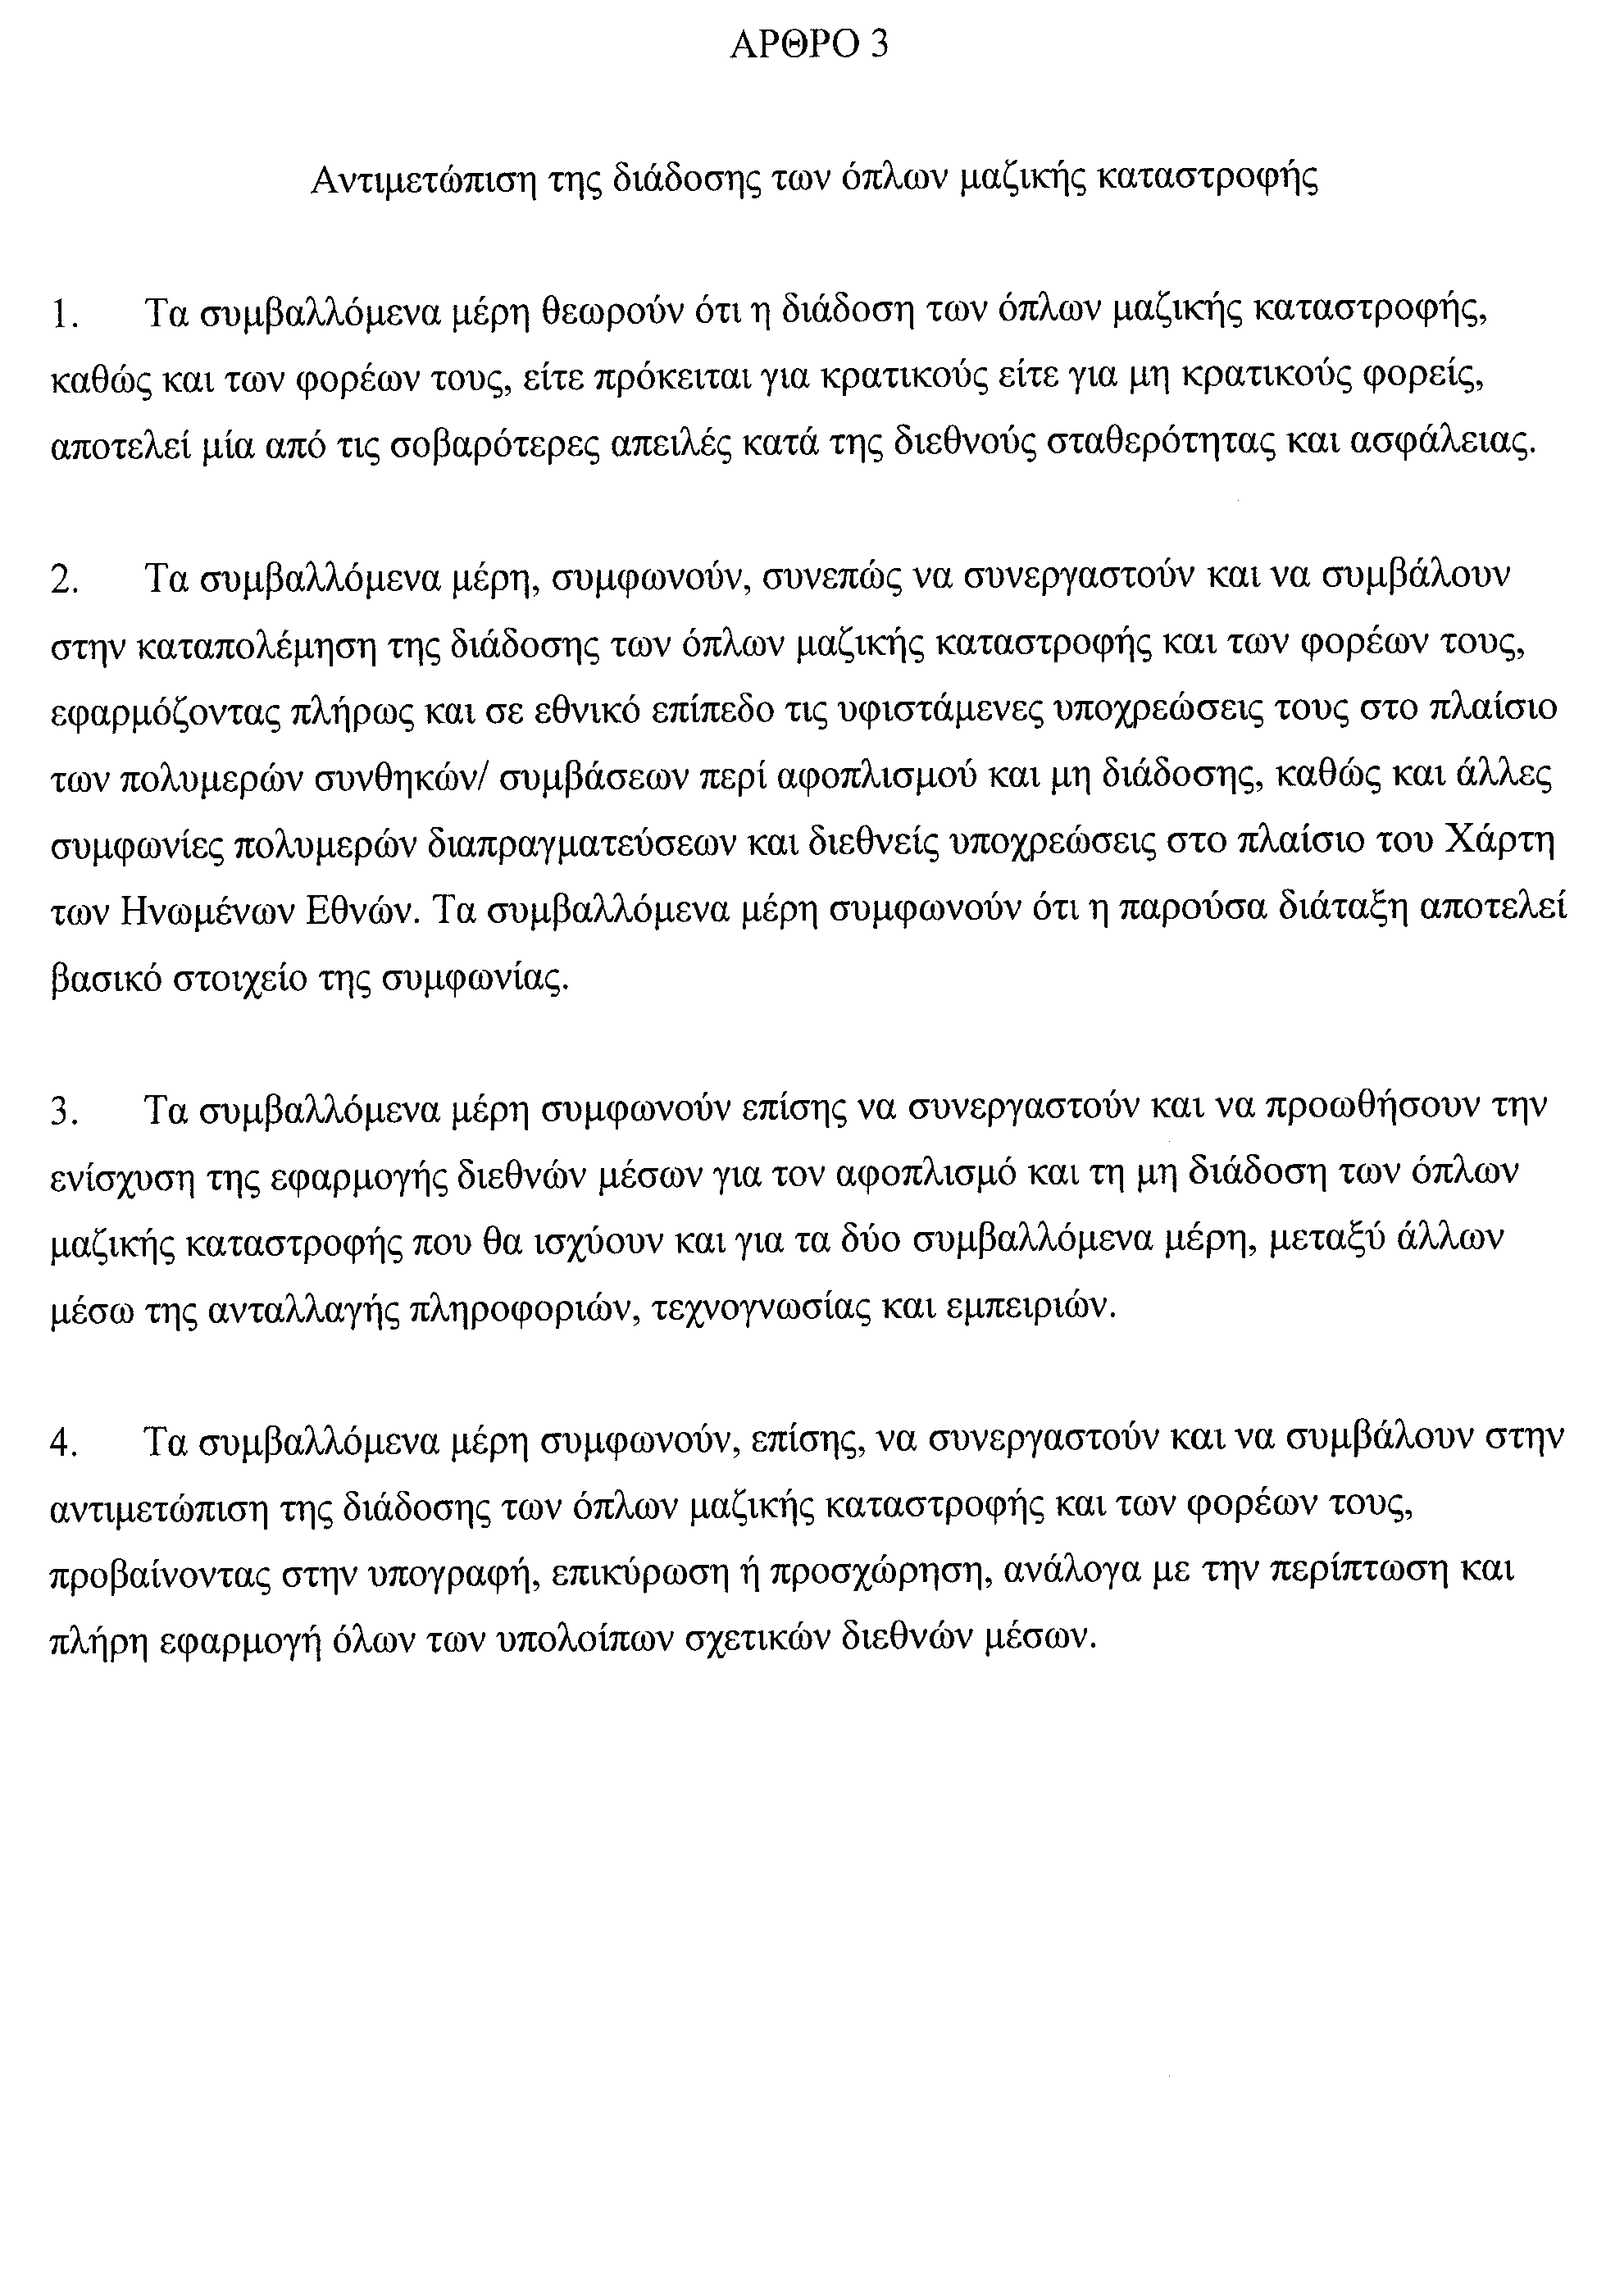 ΑΡΘΡΟ 3
Αντιμετώπιση της διάδοσης των όπλων μαζικής καταστροφής
1. Τα συμβαλλόμενα μέρη θεωρούν ότι η διάδοση των όπλων μαζικής καταστροφής,
καθώς και των φορέων τους, είτε πρόκειται για κρατικούς είτε για μη κρατικούς φορείς,
αποτελεί μία από τις σοβαρότερες απειλές κατά της διεθνούς σταθερότητας και ασφάλειας.
2. Τα συμβαλλόμενα μέρη, συμφωνούν, συνεπώς να συνεργαστούν και να συμβάλουν
στην καταπολέμηση της διάδοσης των όπλων μαζικής καταστροφής και των φορέων τους,
εφαρμόζοντας πλήρως και σε εθνικό επίπεδο τις υφιστάμενες υποχρεώσεις τους στο πλαίσιο
των πολυμερών συνθηκών/ συμβάσεων περί αφοπλισμού και μη διάδοσης, καθώς και άλλες
συμφωνίες πολυμερών διαπραγματεύσεων και διεθνείς υποχρεώσεις στο πλαίσιο του Χάρτη
των Ηνωμένων Εθνών. Τα συμβαλλόμενα μέρη συμφωνούν ότι η παρούσα διάταξη αποτελεί
βασικό στοιχείο της συμφωνίας.
3. Τα συμβαλλόμενα μέρη συμφωνούν επίσης να συνεργαστούν και να προωθήσουν την
ενίσχυση της εφαρμογής διεθνών μέσων για τον αφοπλισμό και τη μη διάδοση των όπλων
μαζικής καταστροφής που θα ισχύουν και για τα δύο συμβαλλόμενα μέρη, μεταξύ άλλων
μέσω της ανταλλαγής πληροφοριών, τεχνογνωσίας και εμπειριών.
4. Τα συμβαλλόμενα μέρη συμφωνούν, επίσης, να συνεργαστούν και να συμβάλουν στην
αντιμετώπιση της διάδοσης των όπλων μαζικής καταστροφής και των φορέων τους,
προβαίνοντας στην υπογραφή, επικύρωση ή προσχώρηση, ανάλογα με την περίπτωση και
πλήρη εφαρμογή όλων των υπολοίπων σχετικών διεθνών μέσων.